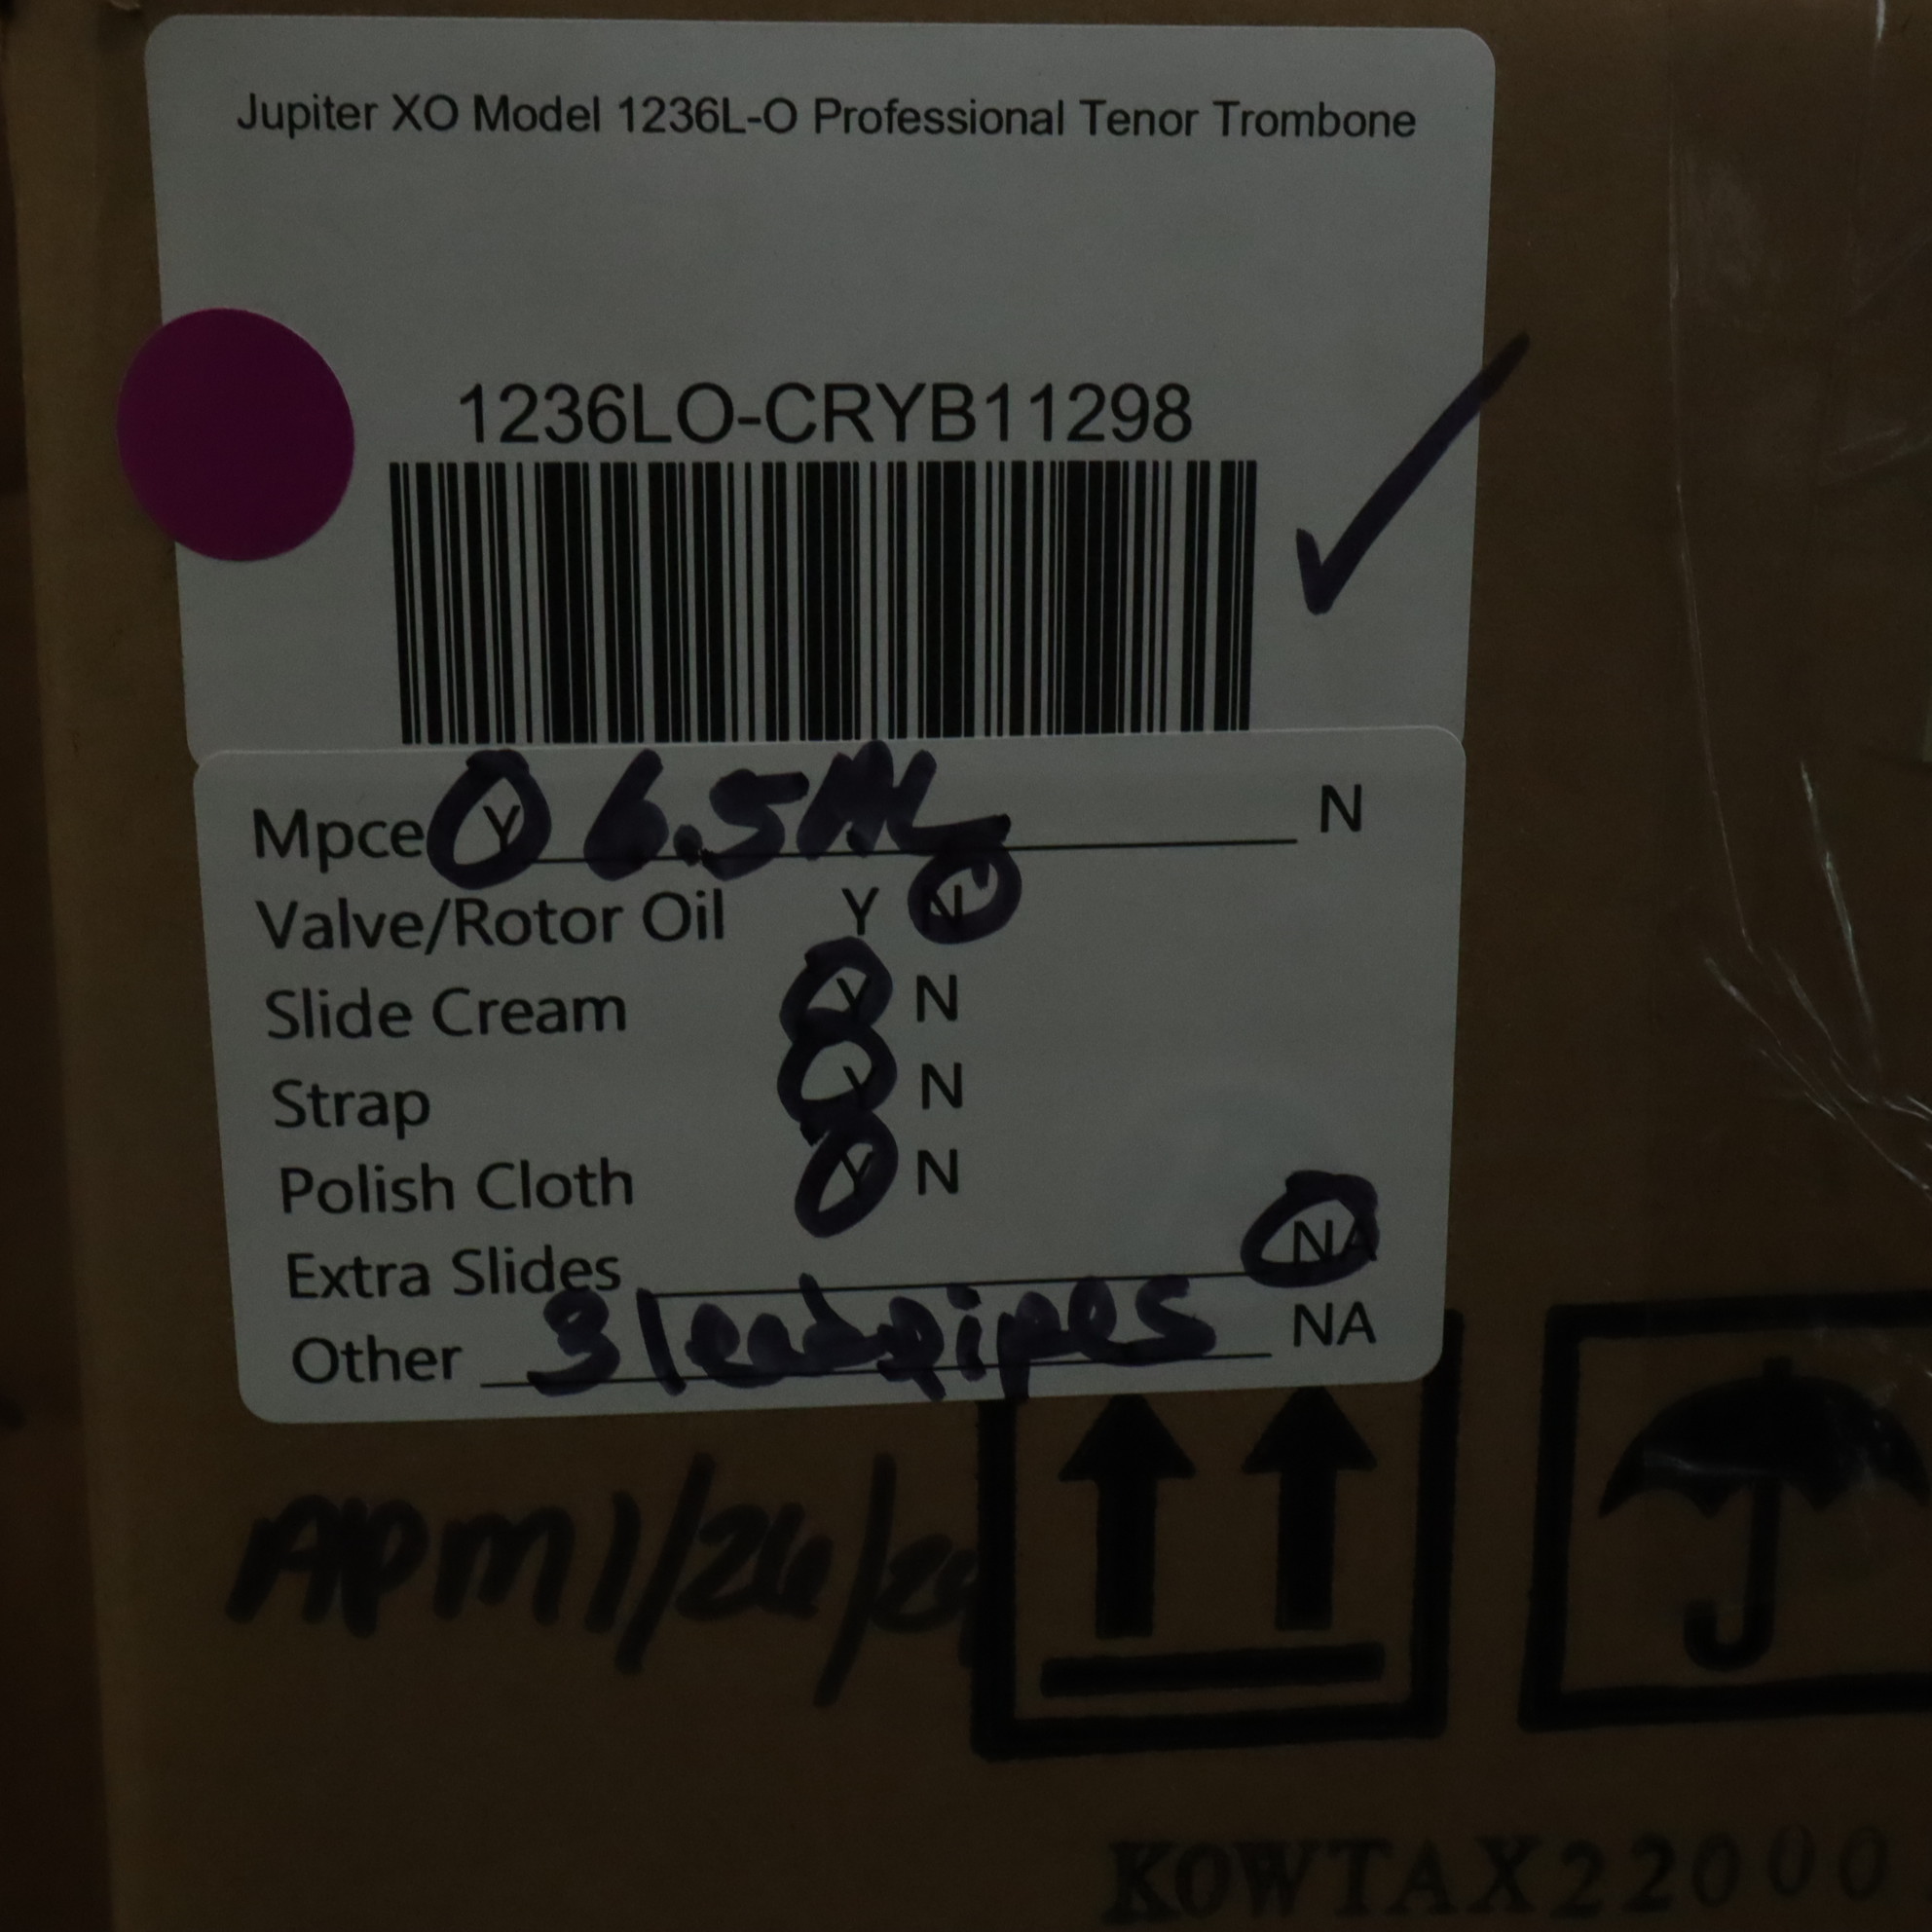 Jupiter XO Model 1236L-O Professional Tenor Trombone
1236LO-CRYB11298
Mpce Y 6.5AL N
Valve/Rotor Oil Y N
Slide Cream Y N
Strap Y N
Polish Cloth Y N
Extra Slides NA
Other 3 leadpipes NA
APM 1/26/
KOWTAX22000